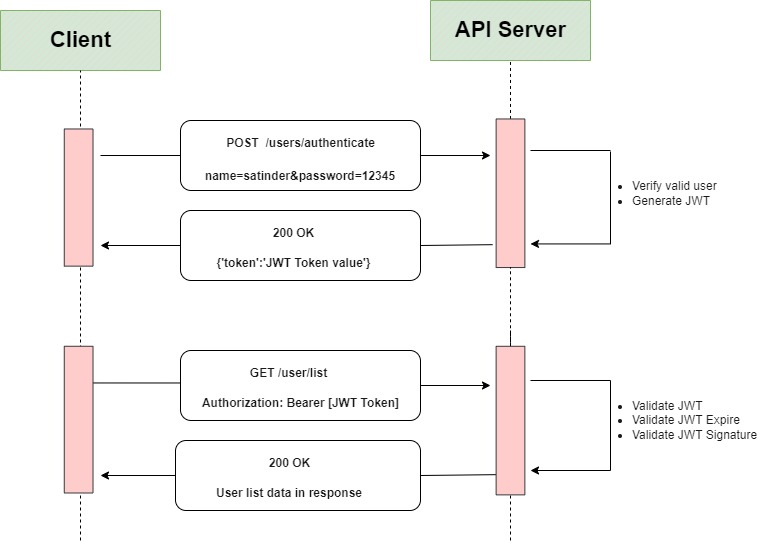 Client
API Server
POST  /users/authenticate
name=satinder&password=12345
Verify valid user
Generate JWT
200 OK
{'token':'JWT Token value'}
GET /user/list
Authorization: Bearer [JWT Token]
Validate JWT
Validate JWT Expire
Validate JWT Signature
200 OK
User list data in response